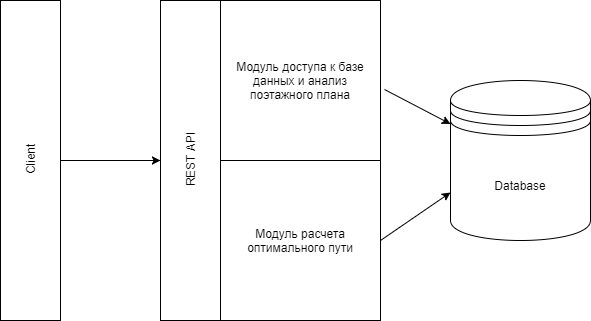 Client
REST API
Модуль доступа к базе
данных и анализ
поэтажного плана
Модуль расчета
оптимального пути
Database